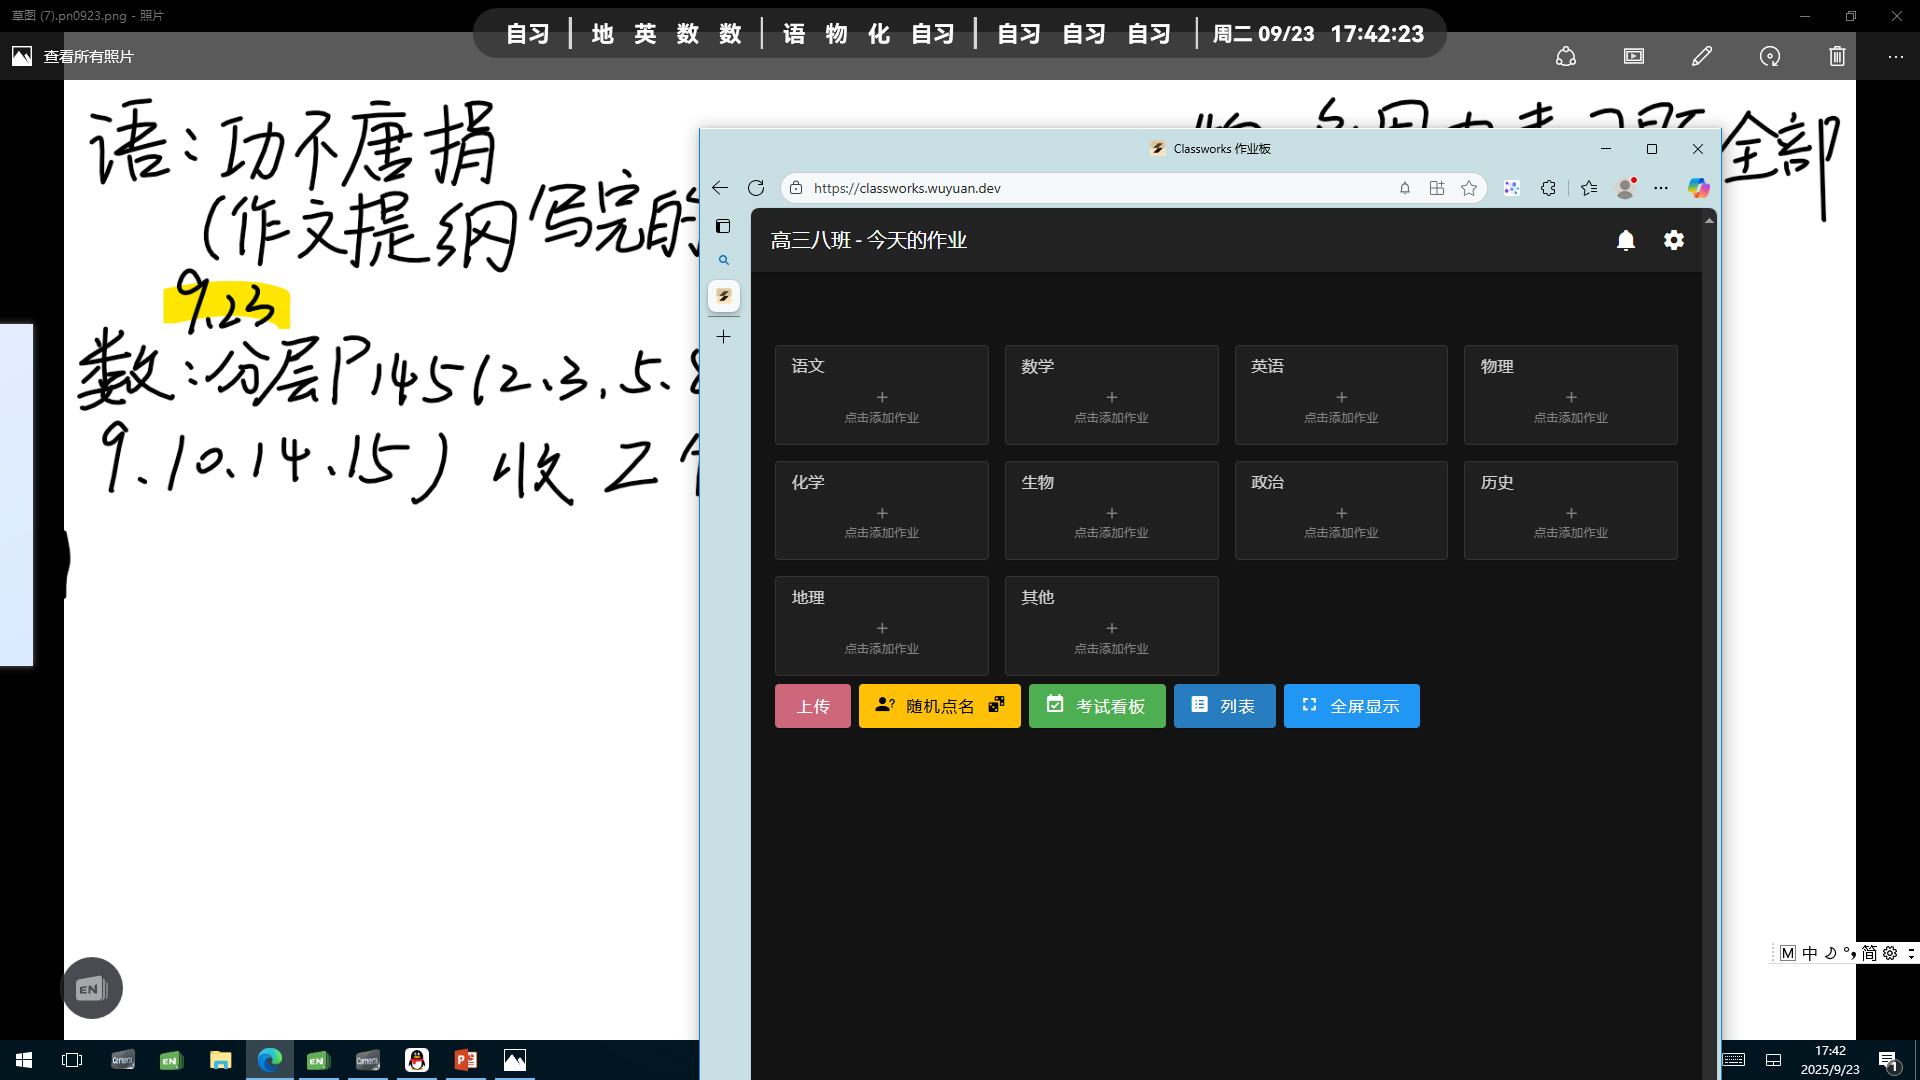 草图 (7).pn0923.png - 照片
自习 | 地 英 数 数 | 语 物 化 自习 | 自习 自习 自习 | 周二 09/23 17:42:23
查看所有照片
语:功不唐捐
(作文提纲写完的
9.23
数:分层P145(2.3.5.8
9.10.14.15) 收 2
全部
Classworks 作业板
https://classworks.wuyuan.dev
高三八班 - 今天的作业
语文
点击添加作业
数学
点击添加作业
英语
点击添加作业
物理
点击添加作业
化学
点击添加作业
生物
点击添加作业
政治
点击添加作业
历史
点击添加作业
地理
点击添加作业
其他
点击添加作业
上传
随机点名
考试看板
列表
全屏显示
EN
M 中 简
Camera
EN
EN
Camera
17:42
2025/9/23
1